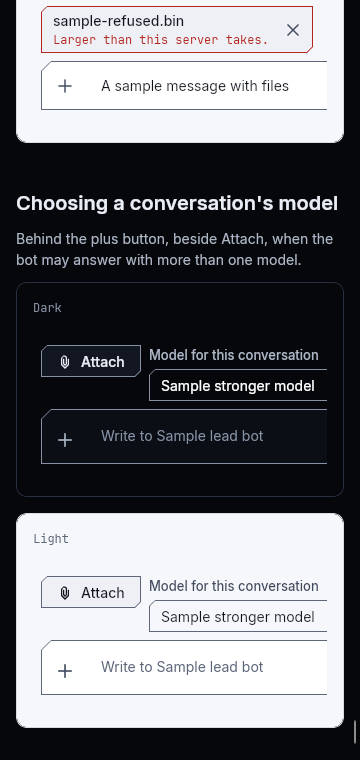 sample-refused.bin
Larger than this server takes.
A sample message with files
Choosing a conversation's model
Behind the plus button, beside Attach, when the
bot may answer with more than one model.
Dark
Attach
Model for this conversation
Sample stronger model
Write to Sample lead bot
Light
Attach
Model for this conversation
Sample stronger model
Write to Sample lead bot